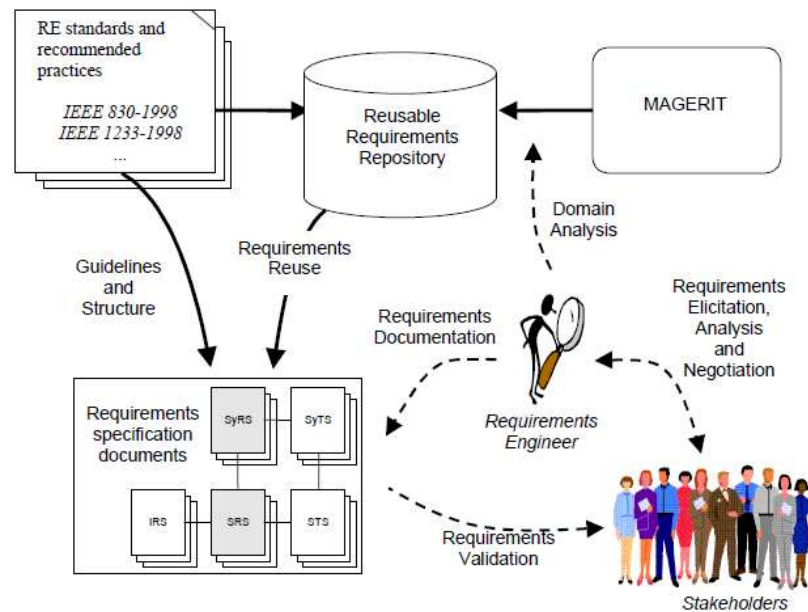 RE standards and
recommended
practices
IEEE 830-1998
IEEE 1233-1998
...
Reusable
Requirements
Repository
MAGERIT
Domain
Analysis
Guidelines
and
Structure
Requirements
Reuse
Requirements
Documentation
Requirements
Elicitation,
Analysis
and
Negotiation
Requirements
Engineer
Requirements
specification
documents
SyRS
SyTS
IRS
SRS
STS
Requirements
Validation
Stakeholders